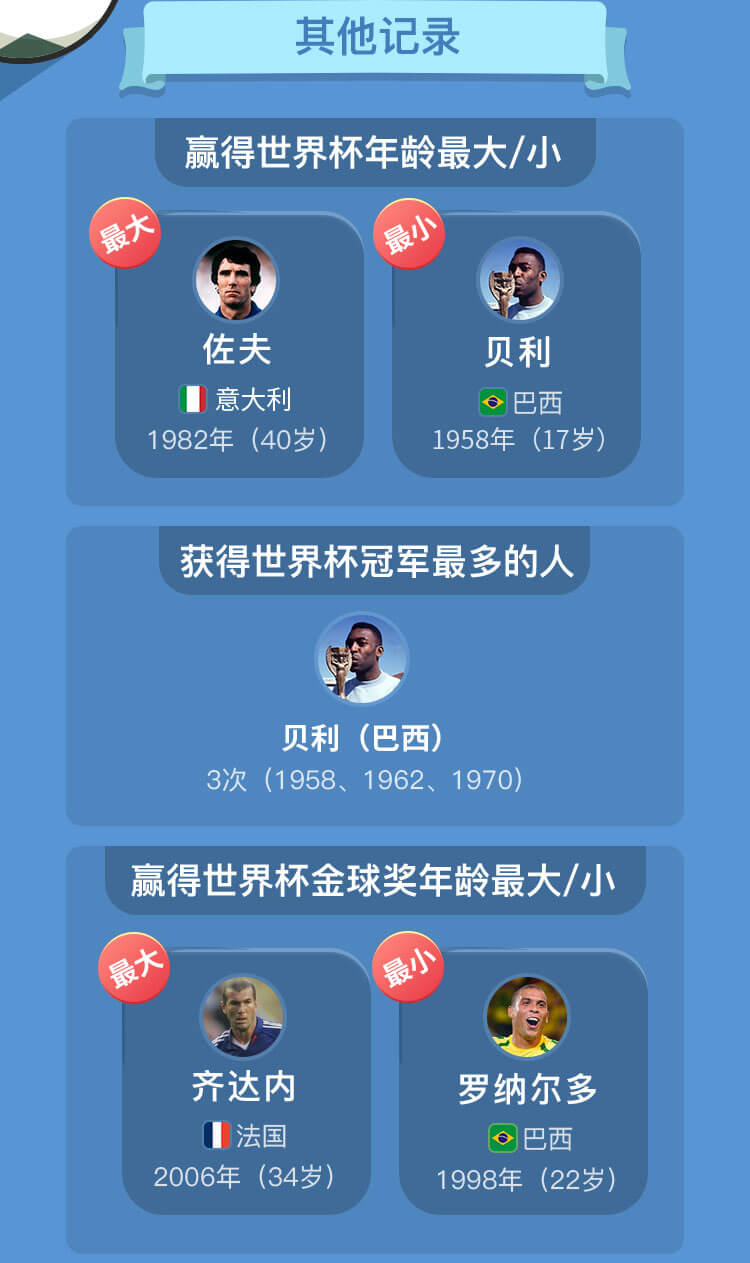 其他记录
赢得世界杯年龄最大/小
最大
佐夫
意大利
1982年（40岁）
最小
贝利
巴西
1958年（17岁）
获得世界杯冠军最多的人
贝利（巴西）
3次（1958、1962、1970）
赢得世界杯金球奖年龄最大/小
最大
齐达内
法国
2006年（34岁）
最小
罗纳尔多
巴西
1998年（22岁）